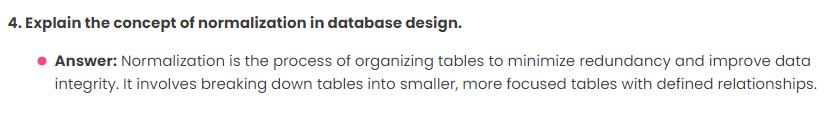 4. Explain the concept of normalization in database design.
Answer: Normalization is the process of organizing tables to minimize redundancy and improve data
integrity. It involves breaking down tables into smaller, more focused tables with defined relationships.